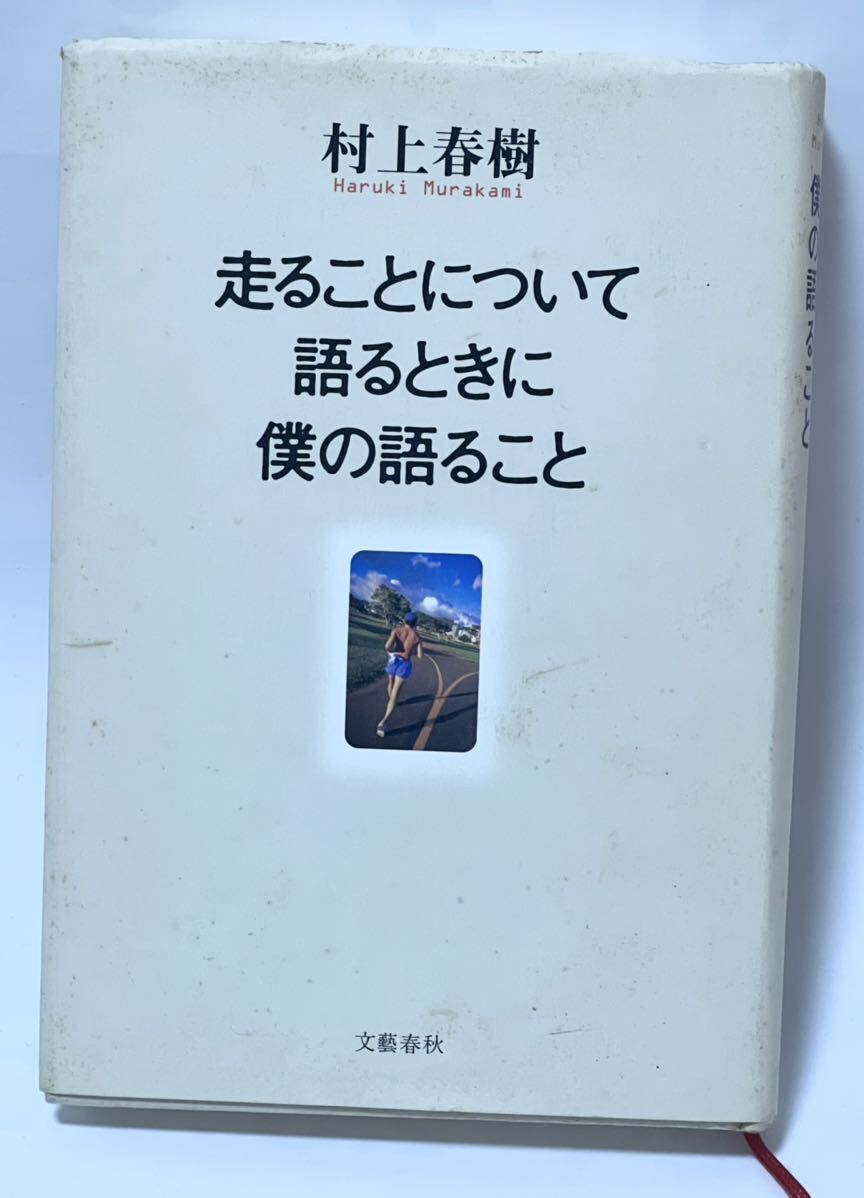 村上春樹
Haruki Murakami
走ることについて
語るときに
僕の語ること
文藝春秋
僕の語ること